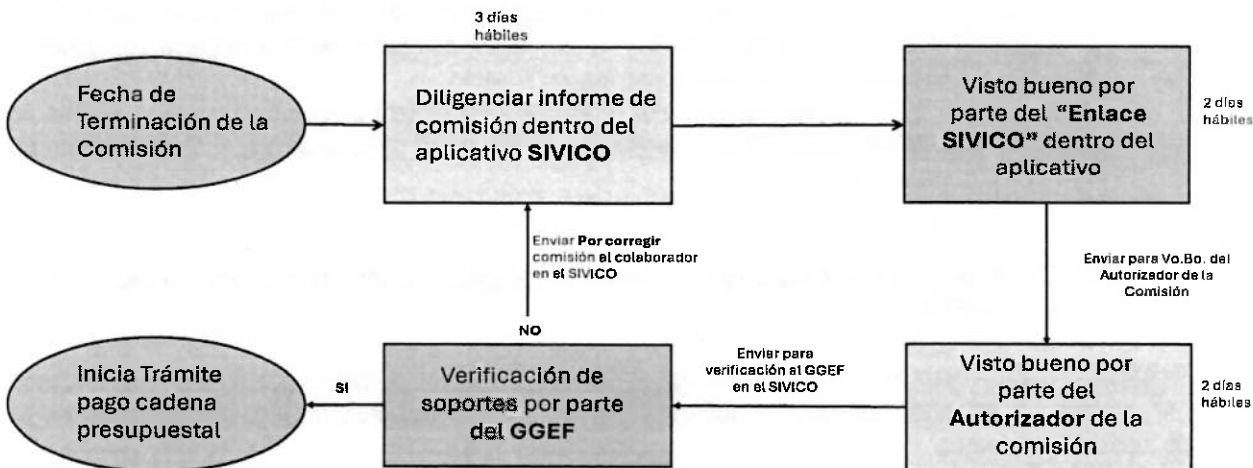 3 días
hábiles
Fecha de
Terminación de la
Comisión
Diligenciar informe de
comisión dentro del
aplicativo SIVICO
Visto bueno por
parte del “Enlace
SIVICO” dentro del
aplicativo
2 días
hábiles
Enviar Por corregir
comisión al colaborador
en el SIVICO
Enviar para Vo.Bo. del
Autorizador de la
Comisión
NO
Inicia Trámite
pago cadena
presupuestal
SI
Verificación de
soportes por parte
del GGEF
Enviar para
verificación al GGEF
en el SIVICO
Visto bueno por
parte del
Autorizador de la
comisión
2 días
hábiles